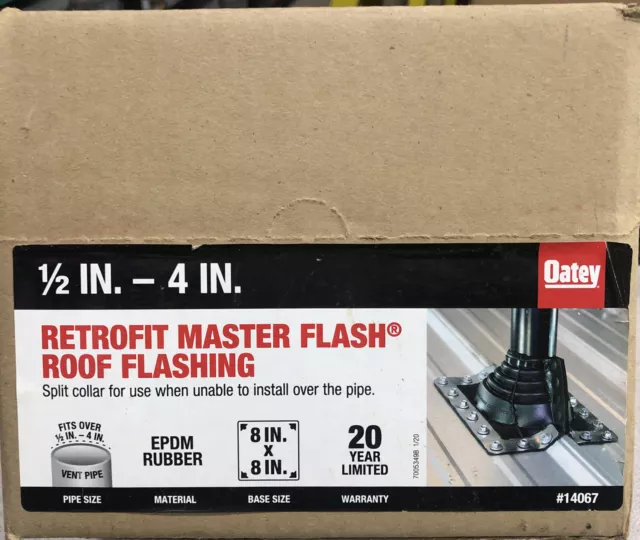 ½ IN. – 4 IN.
Oatey
RETROFIT MASTER FLASH®
ROOF FLASHING
Split collar for use when unable to install over the pipe.
FITS OVER
½ IN. – 4 IN.
VENT PIPE
EPDM
RUBBER
8 IN.
X
8 IN.
20
YEAR
LIMITED
7005349B 1/20
PIPE SIZE
MATERIAL
BASE SIZE
WARRANTY
#14067